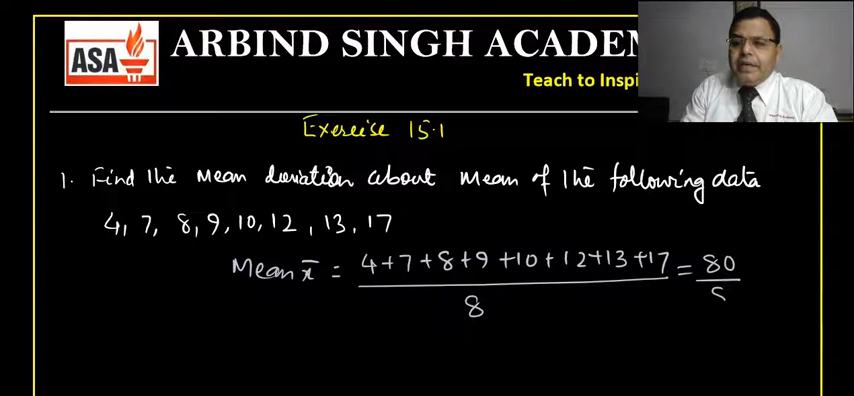 ASA
ARBIND SINGH ACADEM
Teach to Inspi
Exercise 15.1
1. Find the Mean deviation about Mean of the following data
4, 7, 8, 9, 10, 12, 13, 17
Mean x̄ = 4+7+8+9+10+12+13+17 = 80
8